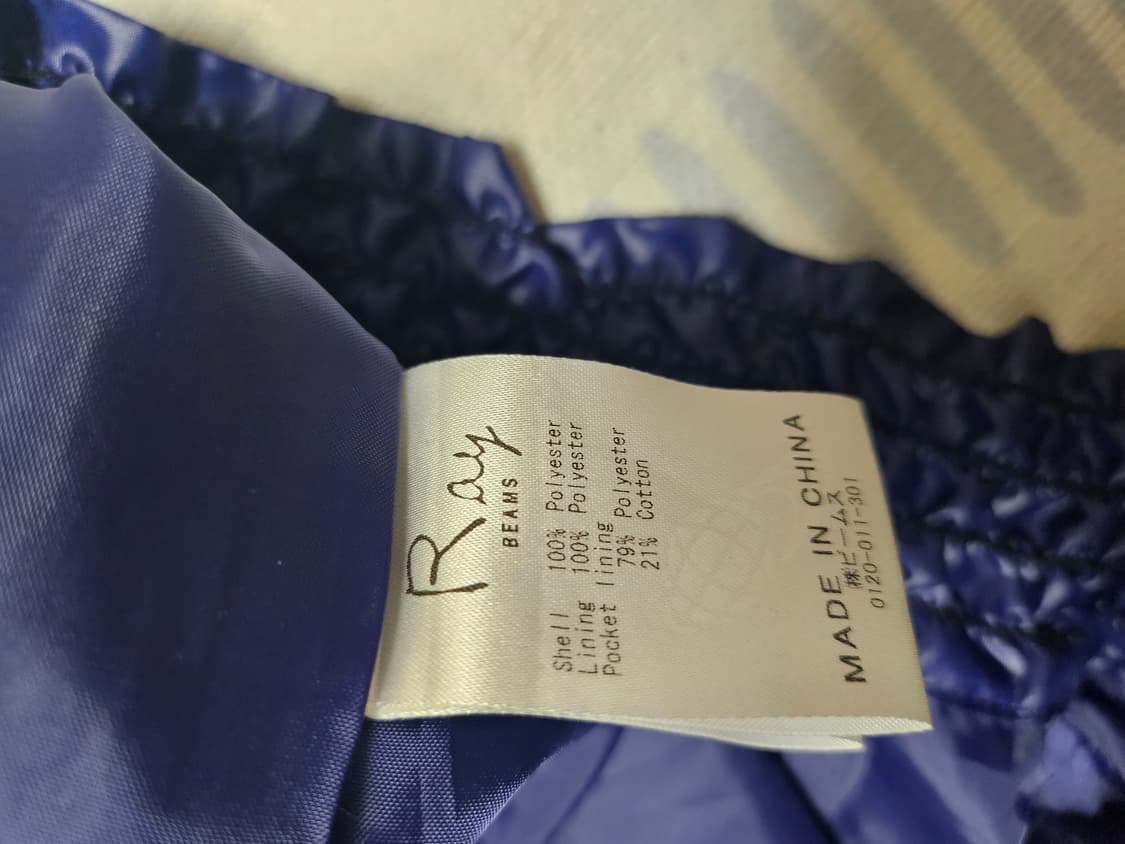 Ray
BEAMS
Shell 100% Polyester
Lining 100% Polyester
Pocket lining
79% Polyester
21% Cotton
MADE IN CHINA
㈱ビームス
0120-011-301